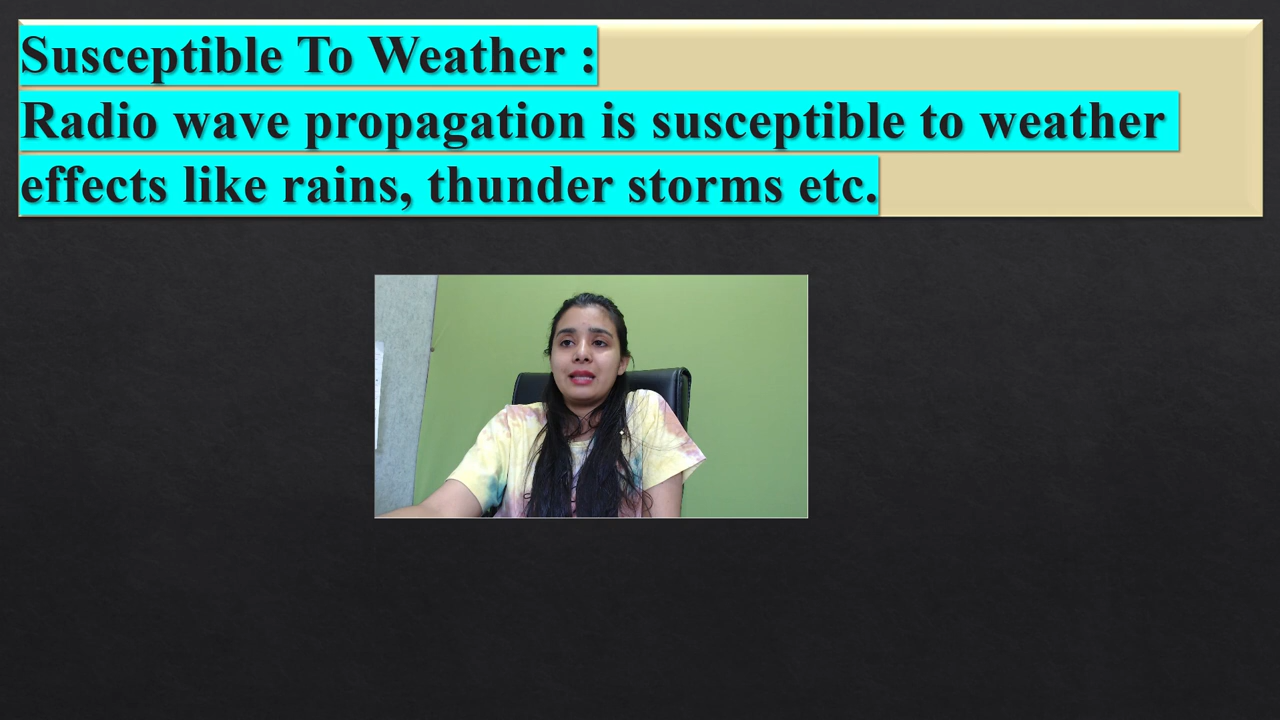 Susceptible To Weather :
Radio wave propagation is susceptible to weather
effects like rains, thunder storms etc.